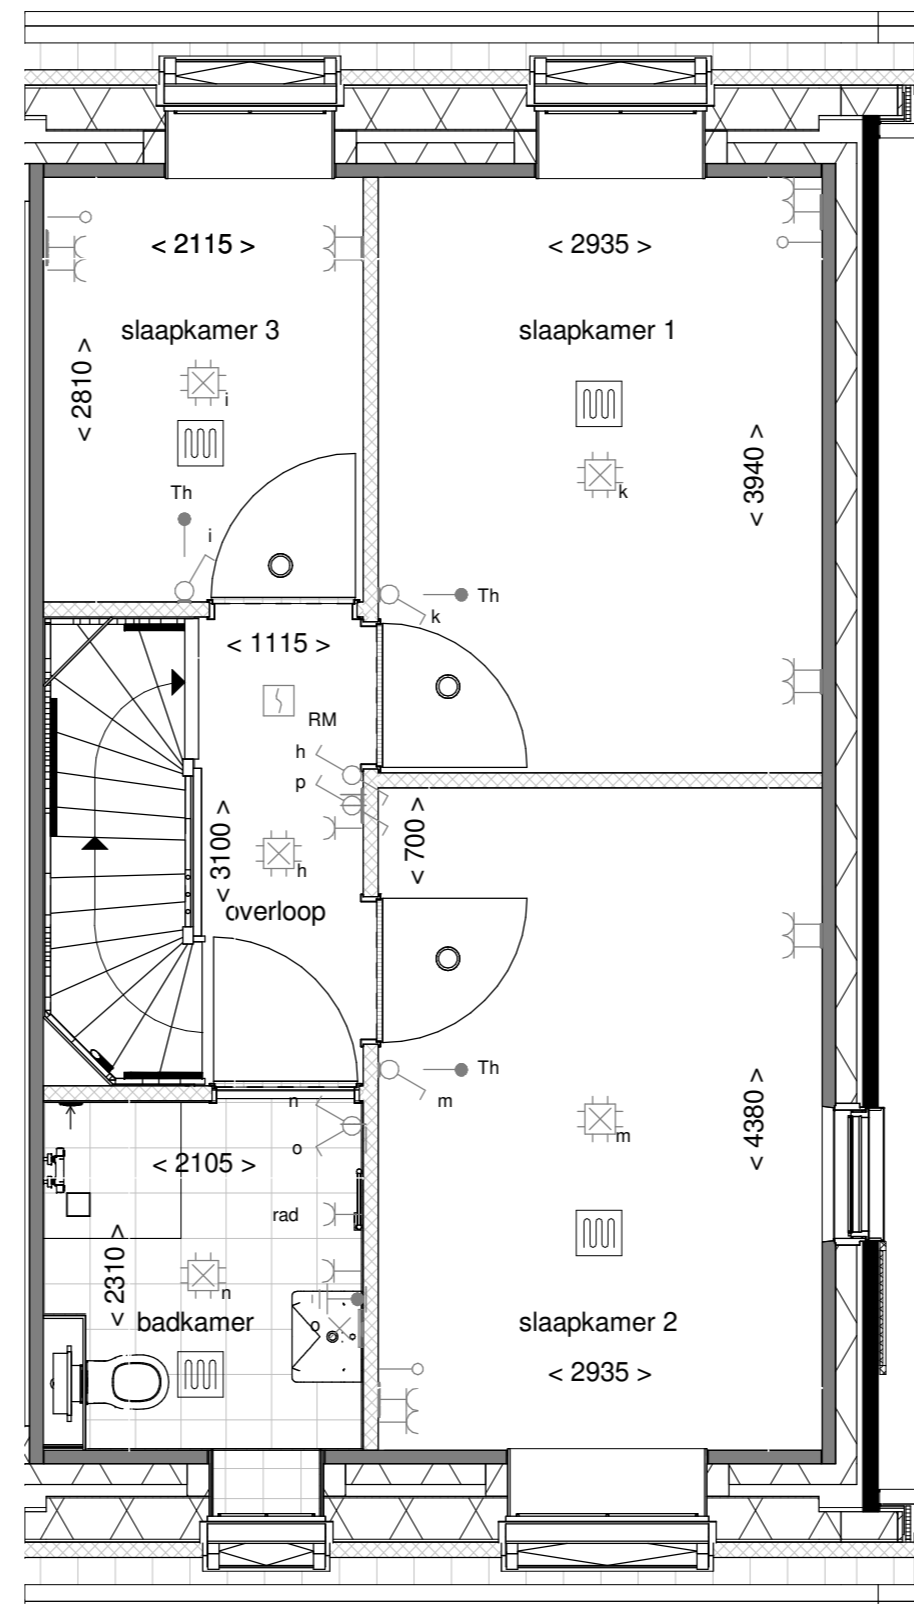 < 2115 >
< 2935 >
slaapkamer 3
slaapkamer 1
< 2810 >
i
< 3940 >
k
Th
i
Th
k
< 1115 >
RM
h
p
< 3100 >
< 700 >
h
overloop
Th
m
n
o
< 2105 >
m
< 4380 >
rad
< 2310 >
n
badkamer
o
slaapkamer 2
< 2935 >